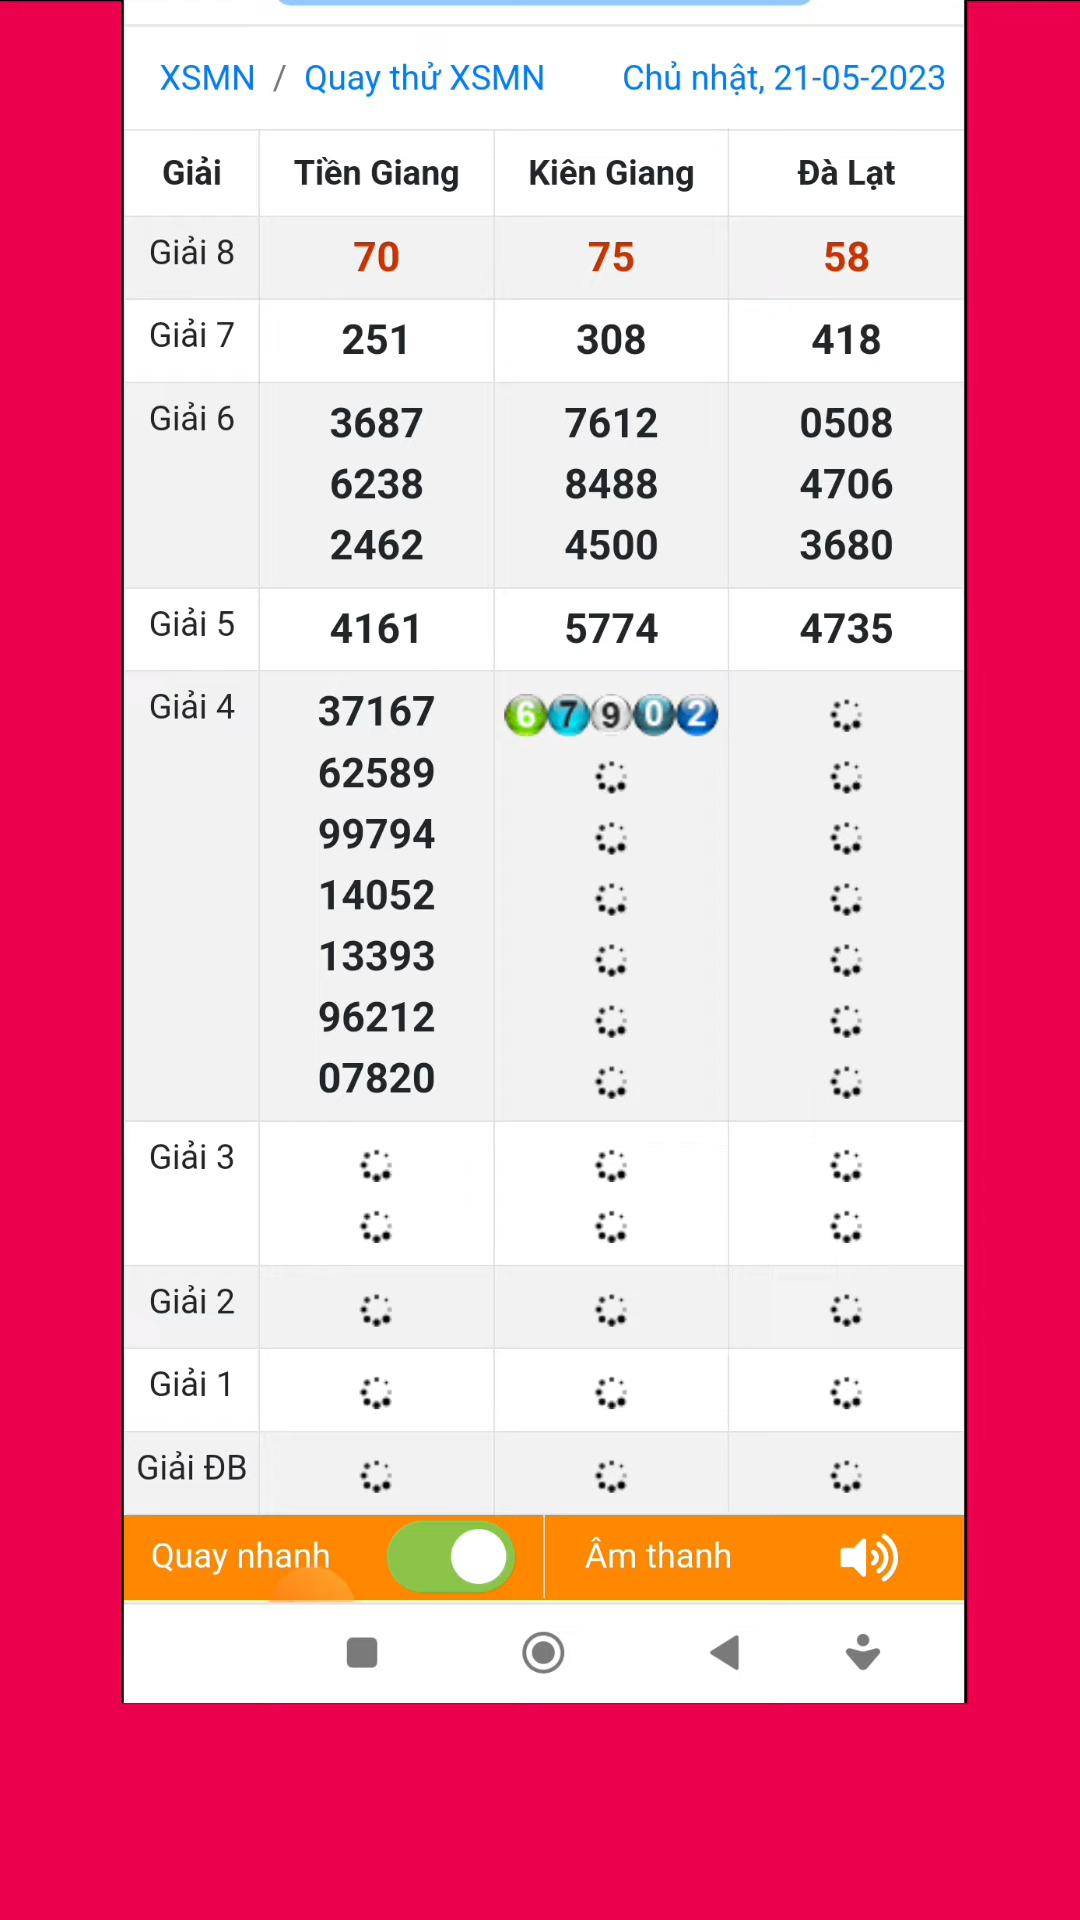 XSMN / Quay thử XSMN Chủ nhật, 21-05-2023
Giải Tiền Giang Kiên Giang Đà Lạt
Giải 8 70 75 58
Giải 7 251 308 418
Giải 6 3687 7612 0508
6238 8488 4706
2462 4500 3680
Giải 5 4161 5774 4735
Giải 4 37167 67902
62589
99794
14052
13393
96212
07820
Giải 3
Giải 2
Giải 1
Giải ĐB
Quay nhanh Âm thanh